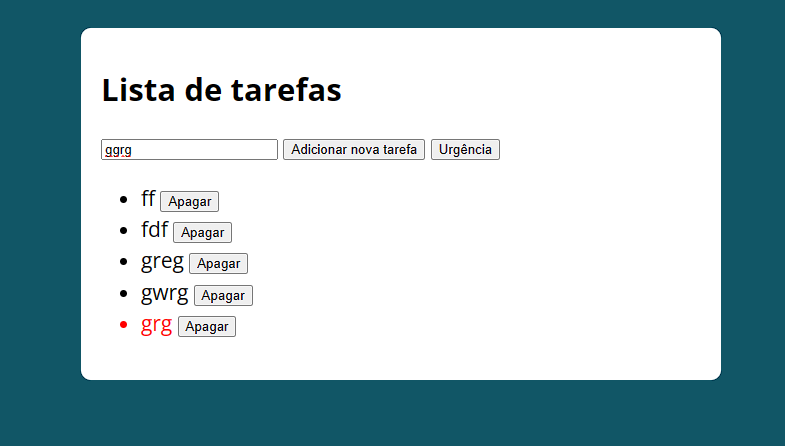 Lista de tarefas
ggrg Adicionar nova tarefa Urgência
ff Apagar
fdf Apagar
greg Apagar
gwrg Apagar
grg Apagar